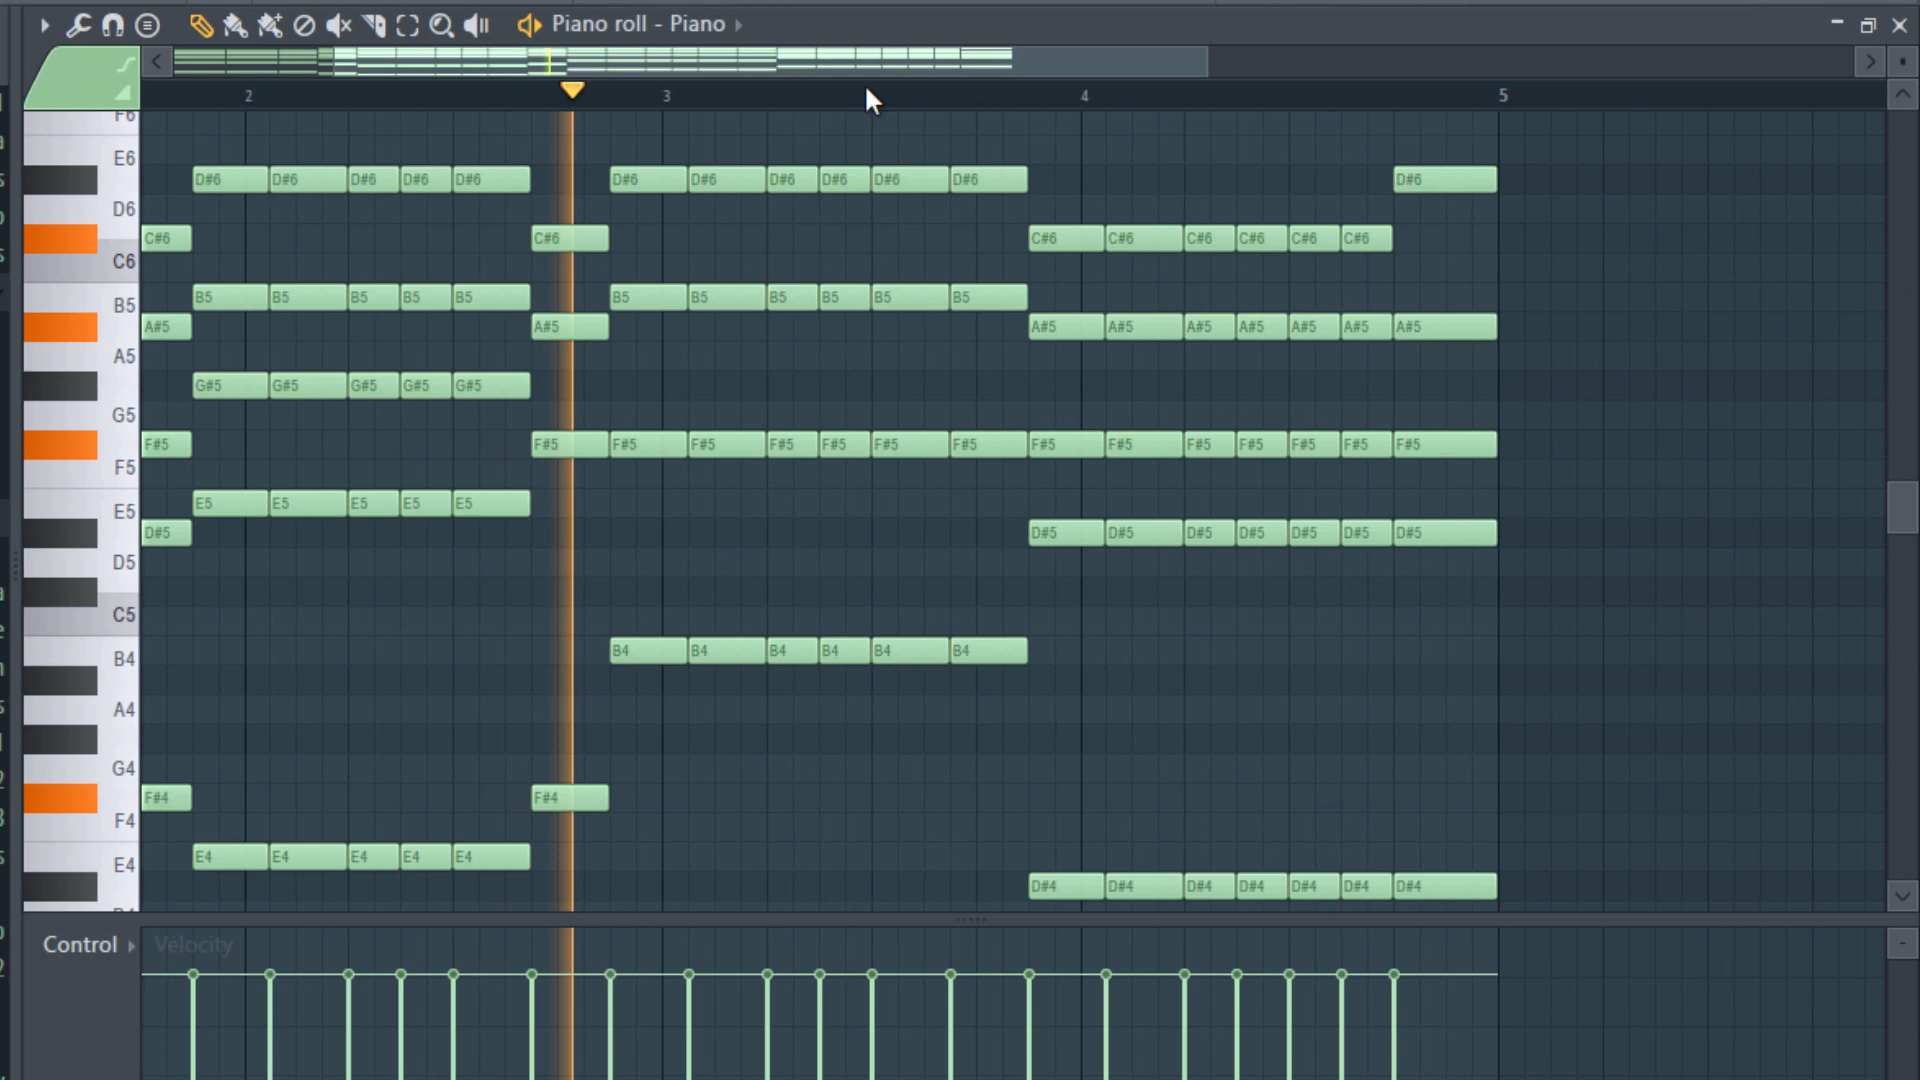 Piano roll - Piano
2 3 4 5
F6
E6 D#6 D#6 D#6 D#6 D#6 D#6 D#6 D#6 D#6 D#6 D#6 D#6
D6
C#6 C#6 C#6 C#6 C#6 C#6 C#6 C#6
C6
B5 B5 B5 B5 B5 B5 B5 B5 B5 B5 B5 B5
A#5 A#5 A#5 A#5 A#5 A#5 A#5 A#5 A#5
A5
G#5 G#5 G#5 G#5 G#5
G5
F#5 F#5 F#5 F#5 F#5 F#5 F#5 F#5 F#5 F#5 F#5 F#5 F#5 F#5 F#5
F5
E5 E5 E5 E5 E5 E5
D#5 D#5 D#5 D#5 D#5 D#5 D#5 D#5
D5
C5
B4 B4 B4 B4 B4 B4 B4
A4
G4
F#4 F#4
F4
E4 E4 E4 E4 E4 E4
D#4 D#4 D#4 D#4 D#4 D#4 D#4
Control Velocity